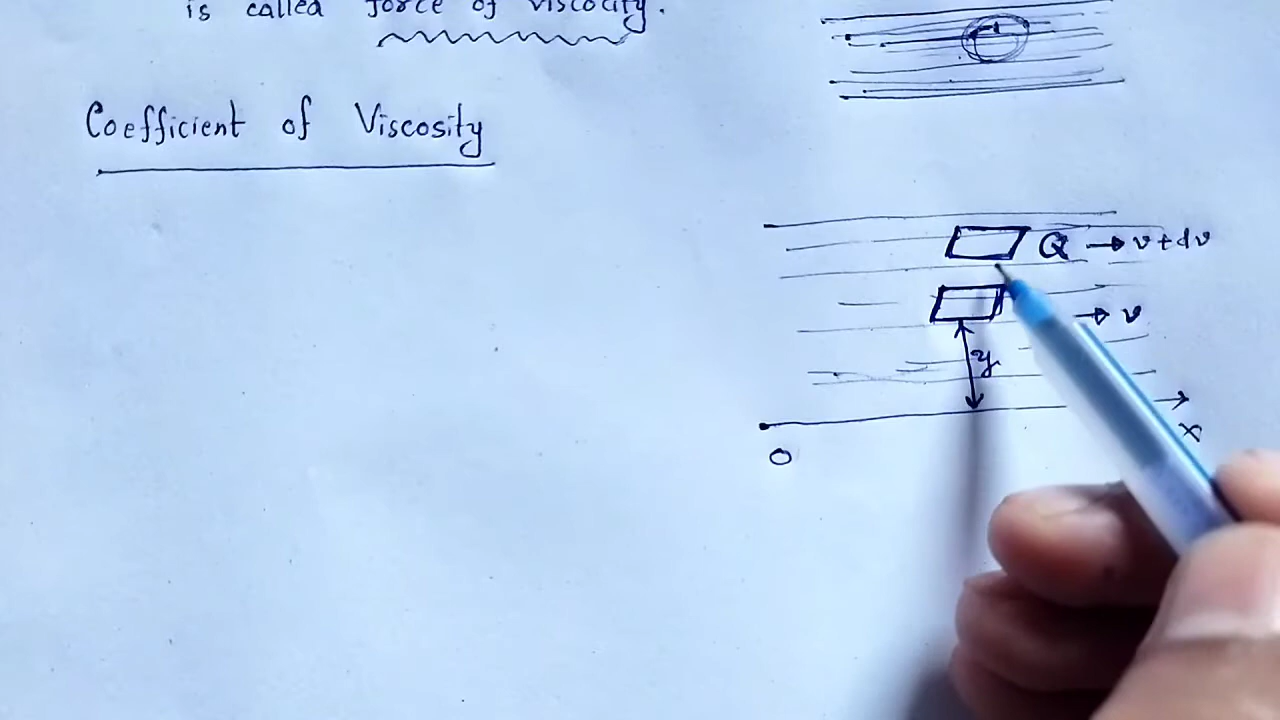 is called force of viscosity.
Coefficient of Viscosity
Q → v+dv
→ v
y
x
O